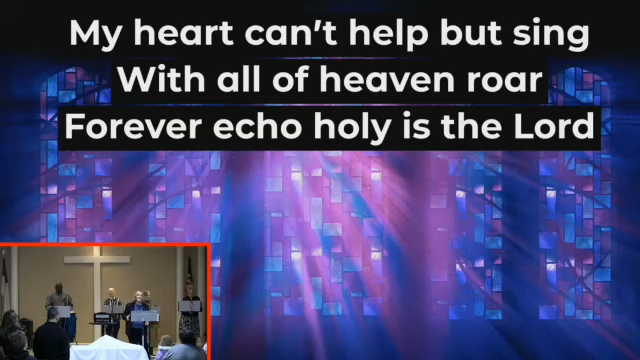 My heart can't help but sing
With all of heaven roar
Forever echo holy is the Lord